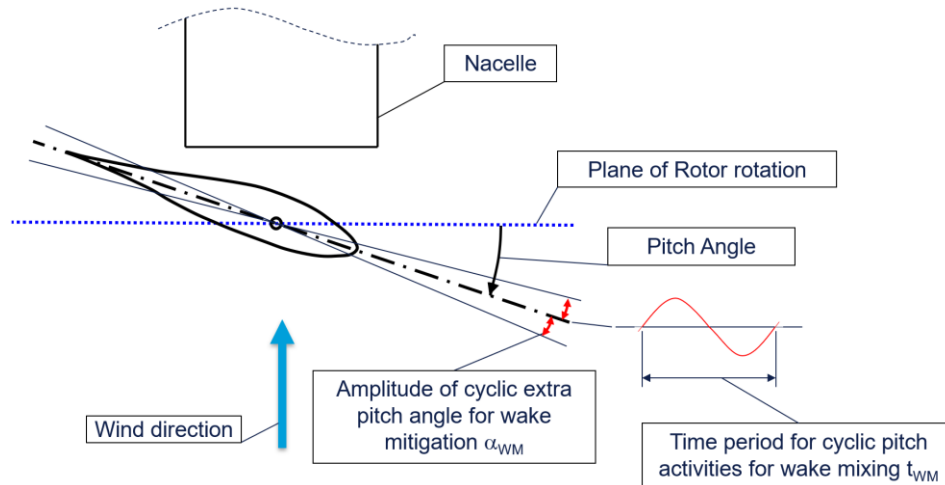 Nacelle
Plane of Rotor rotation
Pitch Angle
Wind direction
Amplitude of cyclic extra
pitch angle for wake
mitigation αWM
Time period for cyclic pitch
activities for wake mixing tWM